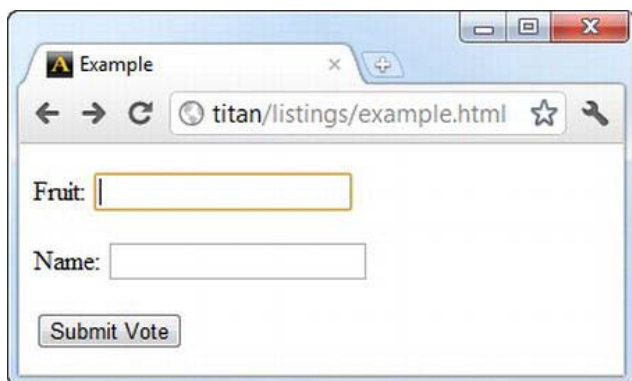 Example
titan/listings/example.html
Fruit:
Name:
Submit Vote